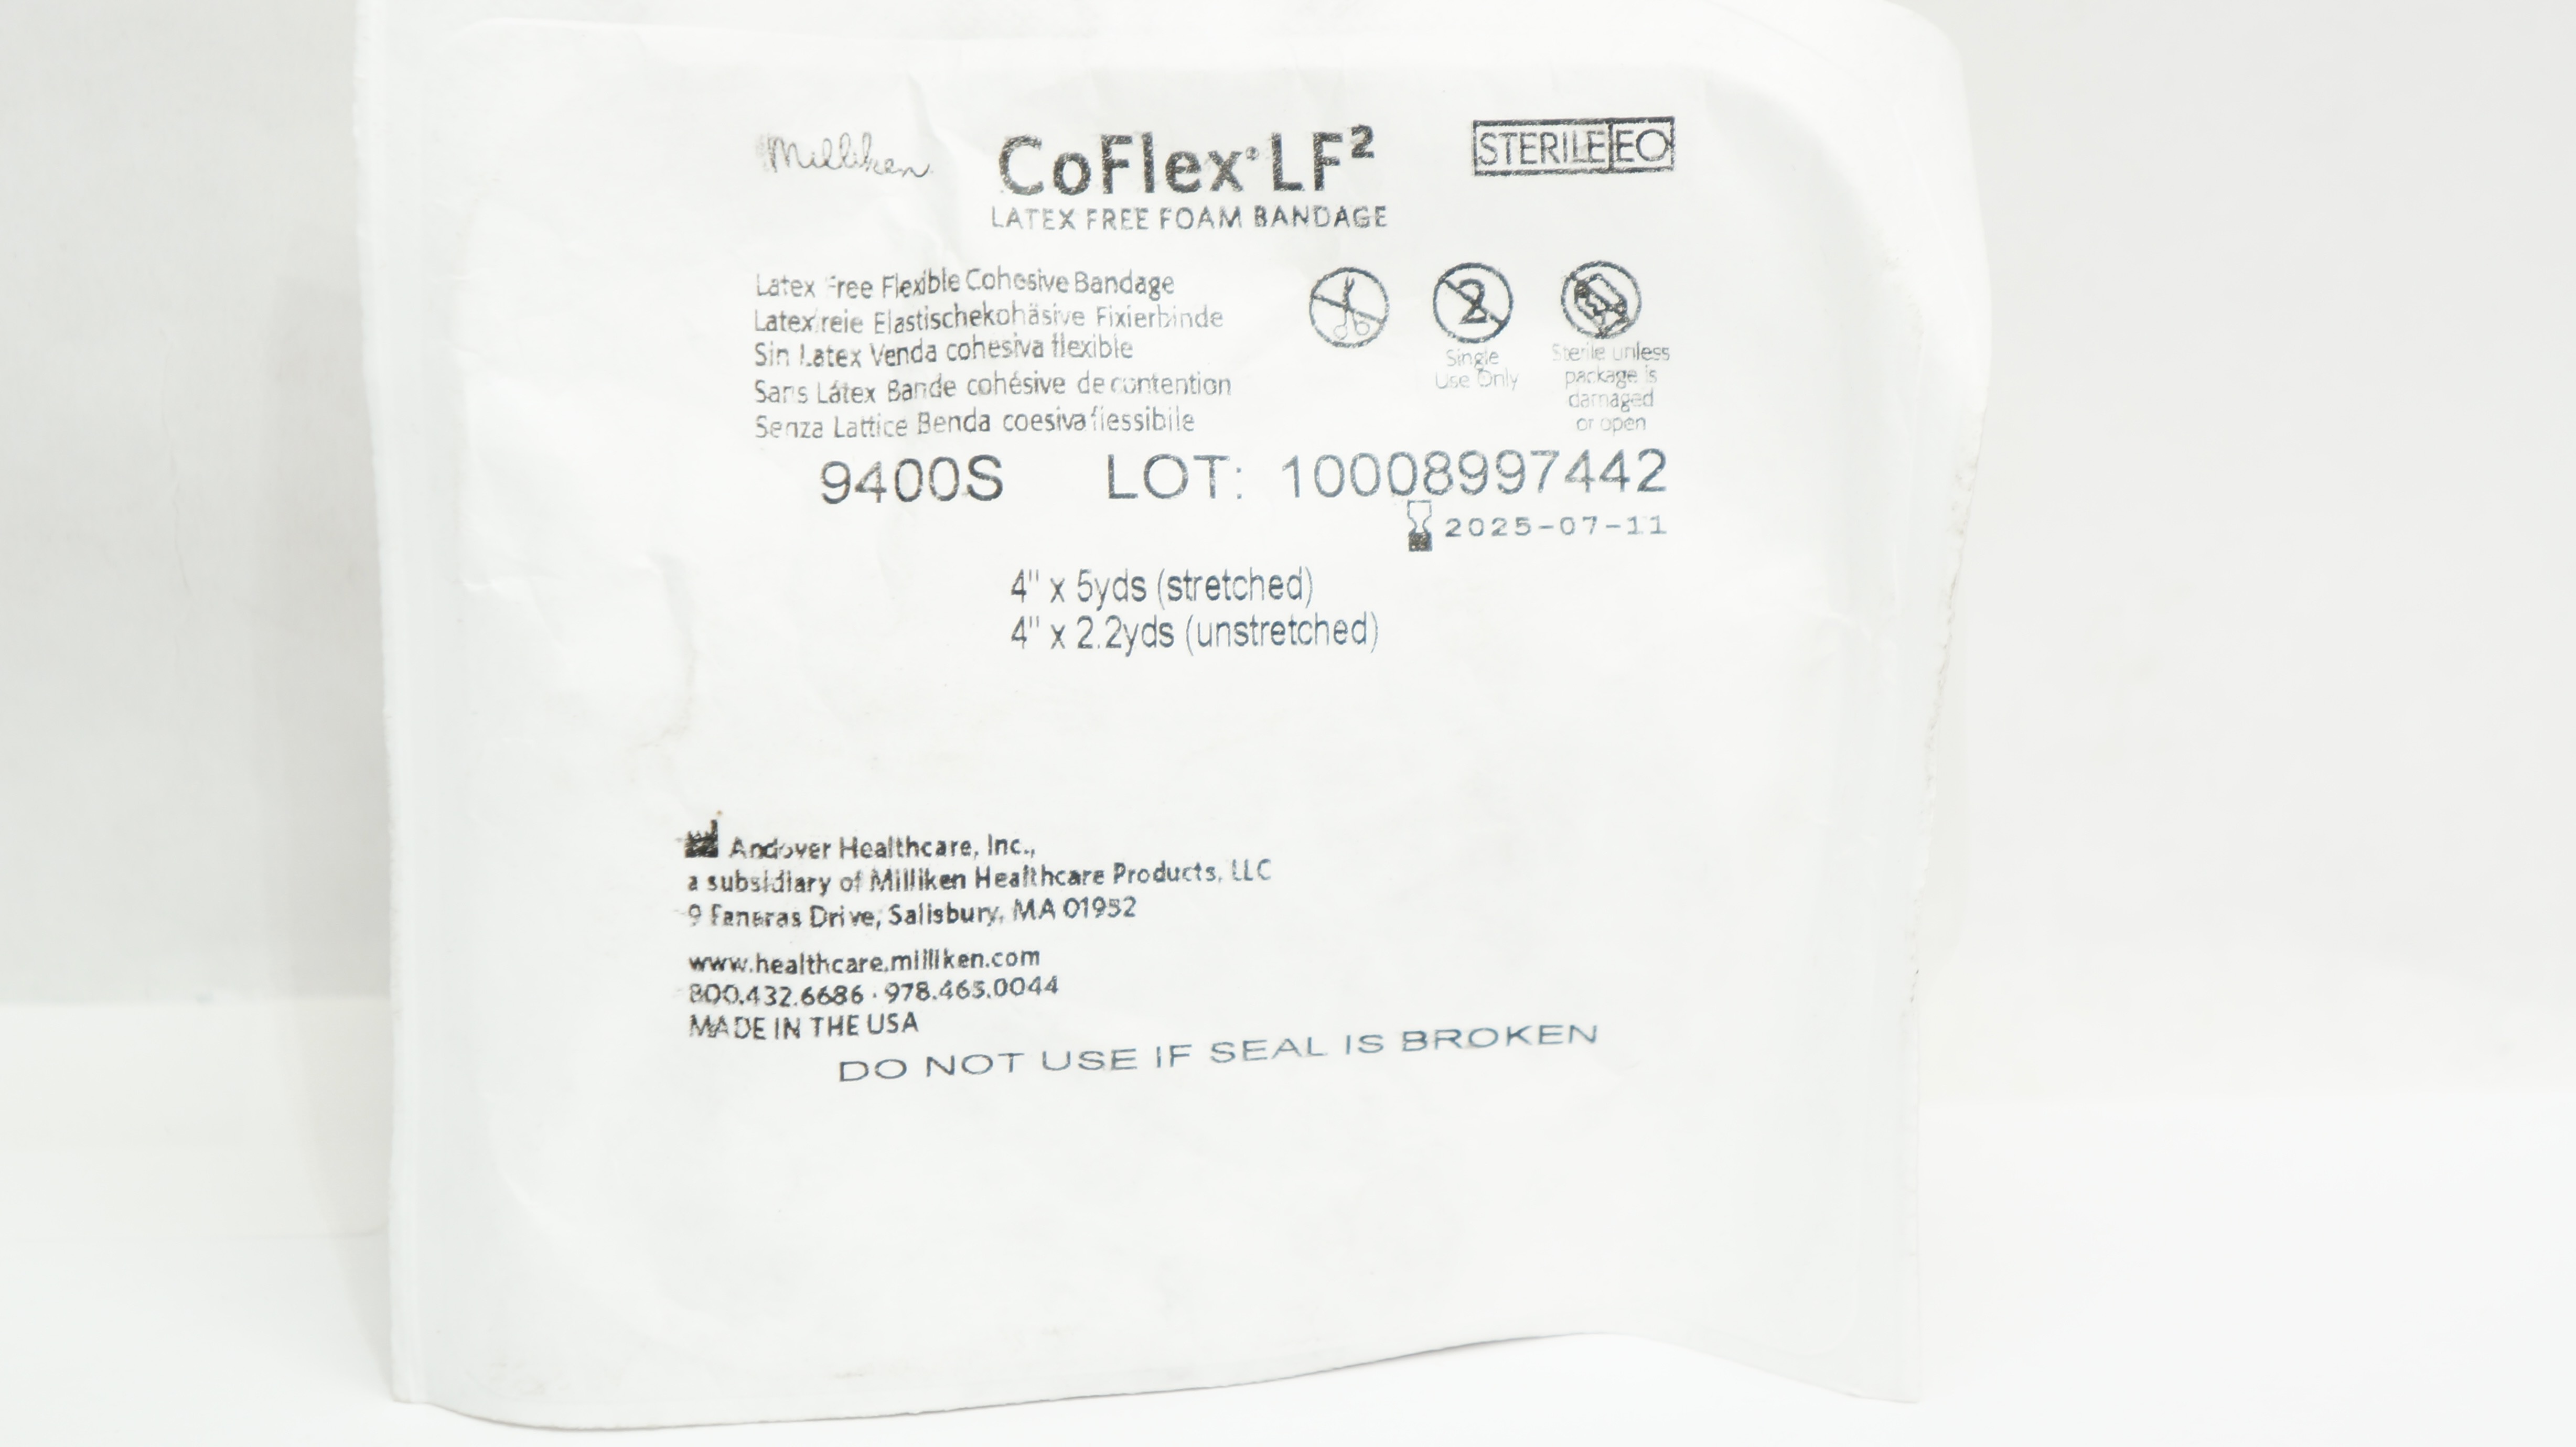 Milliken
CoFlex® LF²
LATEX FREE FOAM BANDAGE
STERILE EO
Latex Free Flexible Cohesive Bandage
Latexfreie Elastischekohäsive Fixierbinde
Sin Latex Venda cohesiva flexible
Sans Látex Bande cohésive de contention
Senza Lattice Benda coesiva flessibile
2
Single
Use Only
Sterile unless
package is
damaged
or open
9400S LOT: 10008997442
2025-07-11
4" x 5yds (stretched)
4" x 2.2yds (unstretched)
Andover Healthcare, Inc.,
a subsidiary of Milliken Healthcare Products, LLC
9 Fanaras Drive, Salisbury, MA 01952
www.healthcare.milliken.com
800.432.6686 · 978.465.0044
MADE IN THE USA
DO NOT USE IF SEAL IS BROKEN